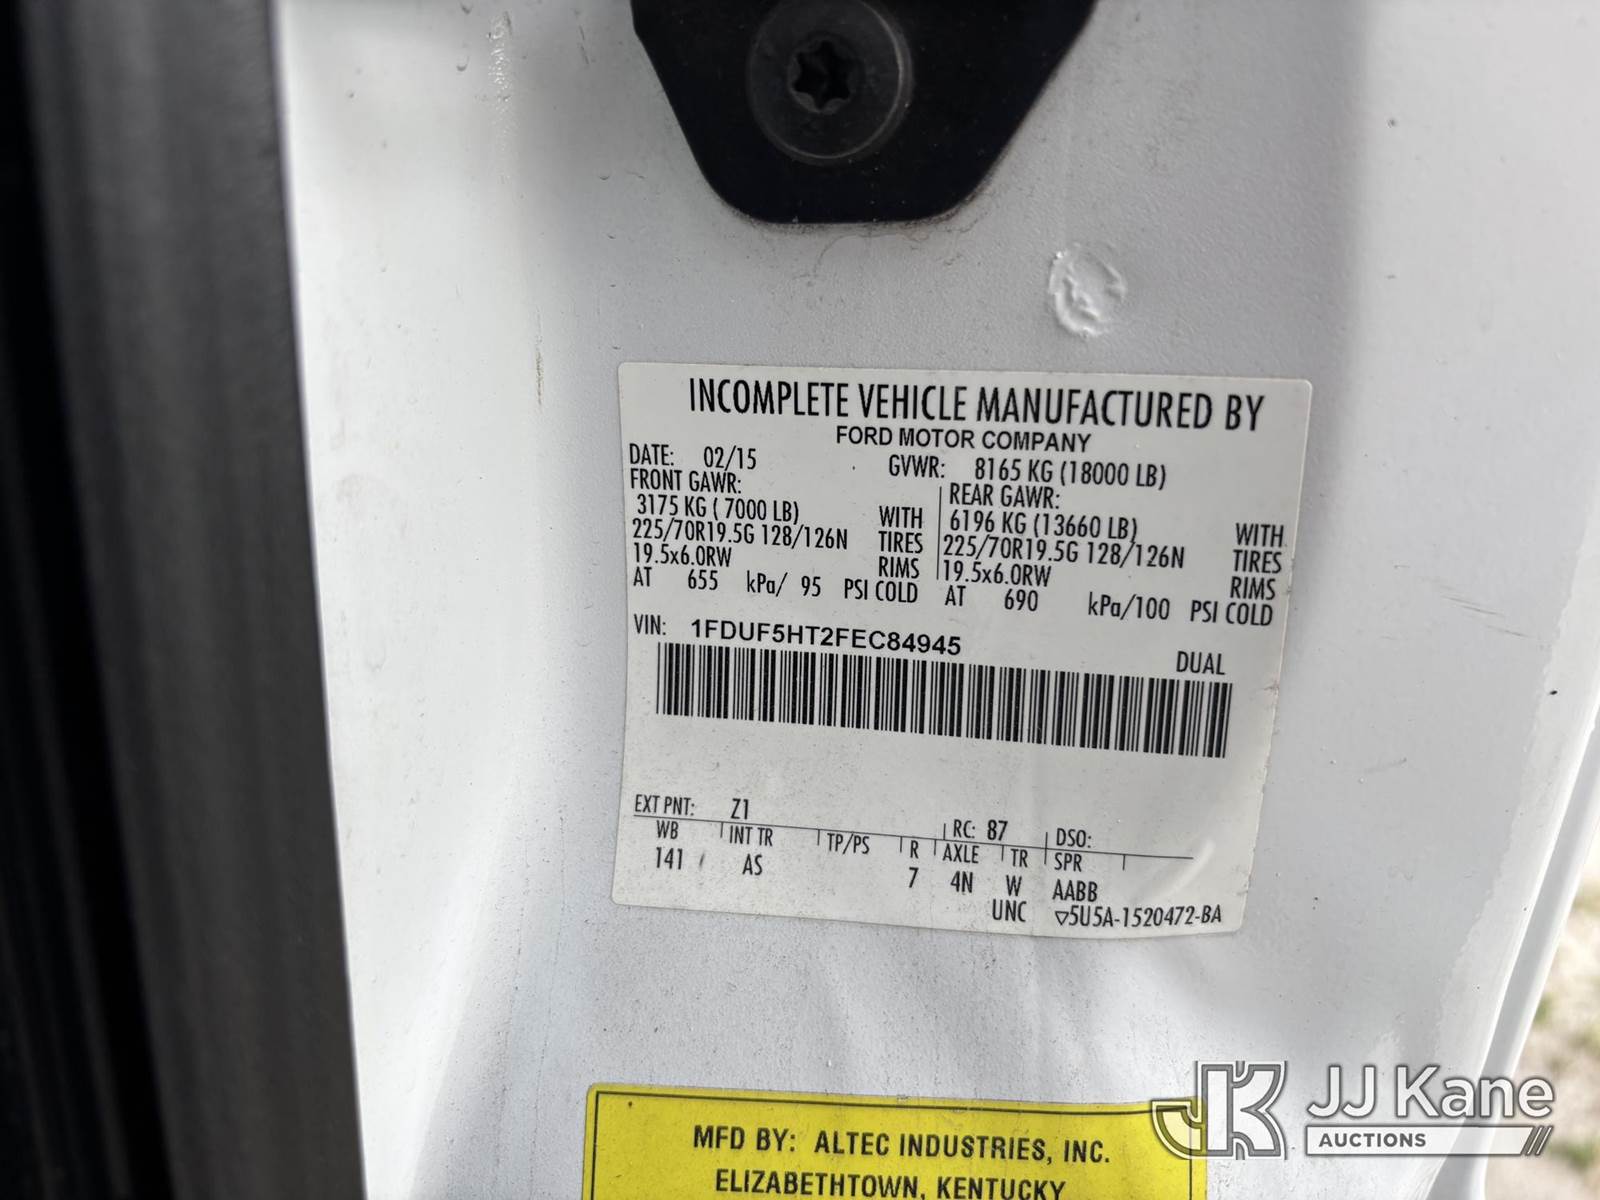 INCOMPLETE VEHICLE MANUFACTURED BY
FORD MOTOR COMPANY
DATE: 02/15 GVWR: 8165 KG (18000 LB)
FRONT GAWR: REAR GAWR:
3175 KG ( 7000 LB) WITH 6196 KG (13660 LB) WITH
225/70R19.5G 128/126N TIRES 225/70R19.5G 128/126N TIRES
19.5x6.0RW RIMS 19.5x6.0RW RIMS
AT 655 kPa/ 95 PSI COLD AT 690 kPa/100 PSI COLD
VIN: 1FDUF5HT2FEC84945
DUAL
EXT PNT: Z1 RC: 87 DSO:
WB INT TR TP/PS R AXLE TR SPR
141 AS 7 4N W AABB
UNC ▽5U5A-1520472-BA
MFD BY: ALTEC INDUSTRIES, INC.
ELIZABETHTOWN, KENTUCKY
JK JJ Kane
AUCTIONS